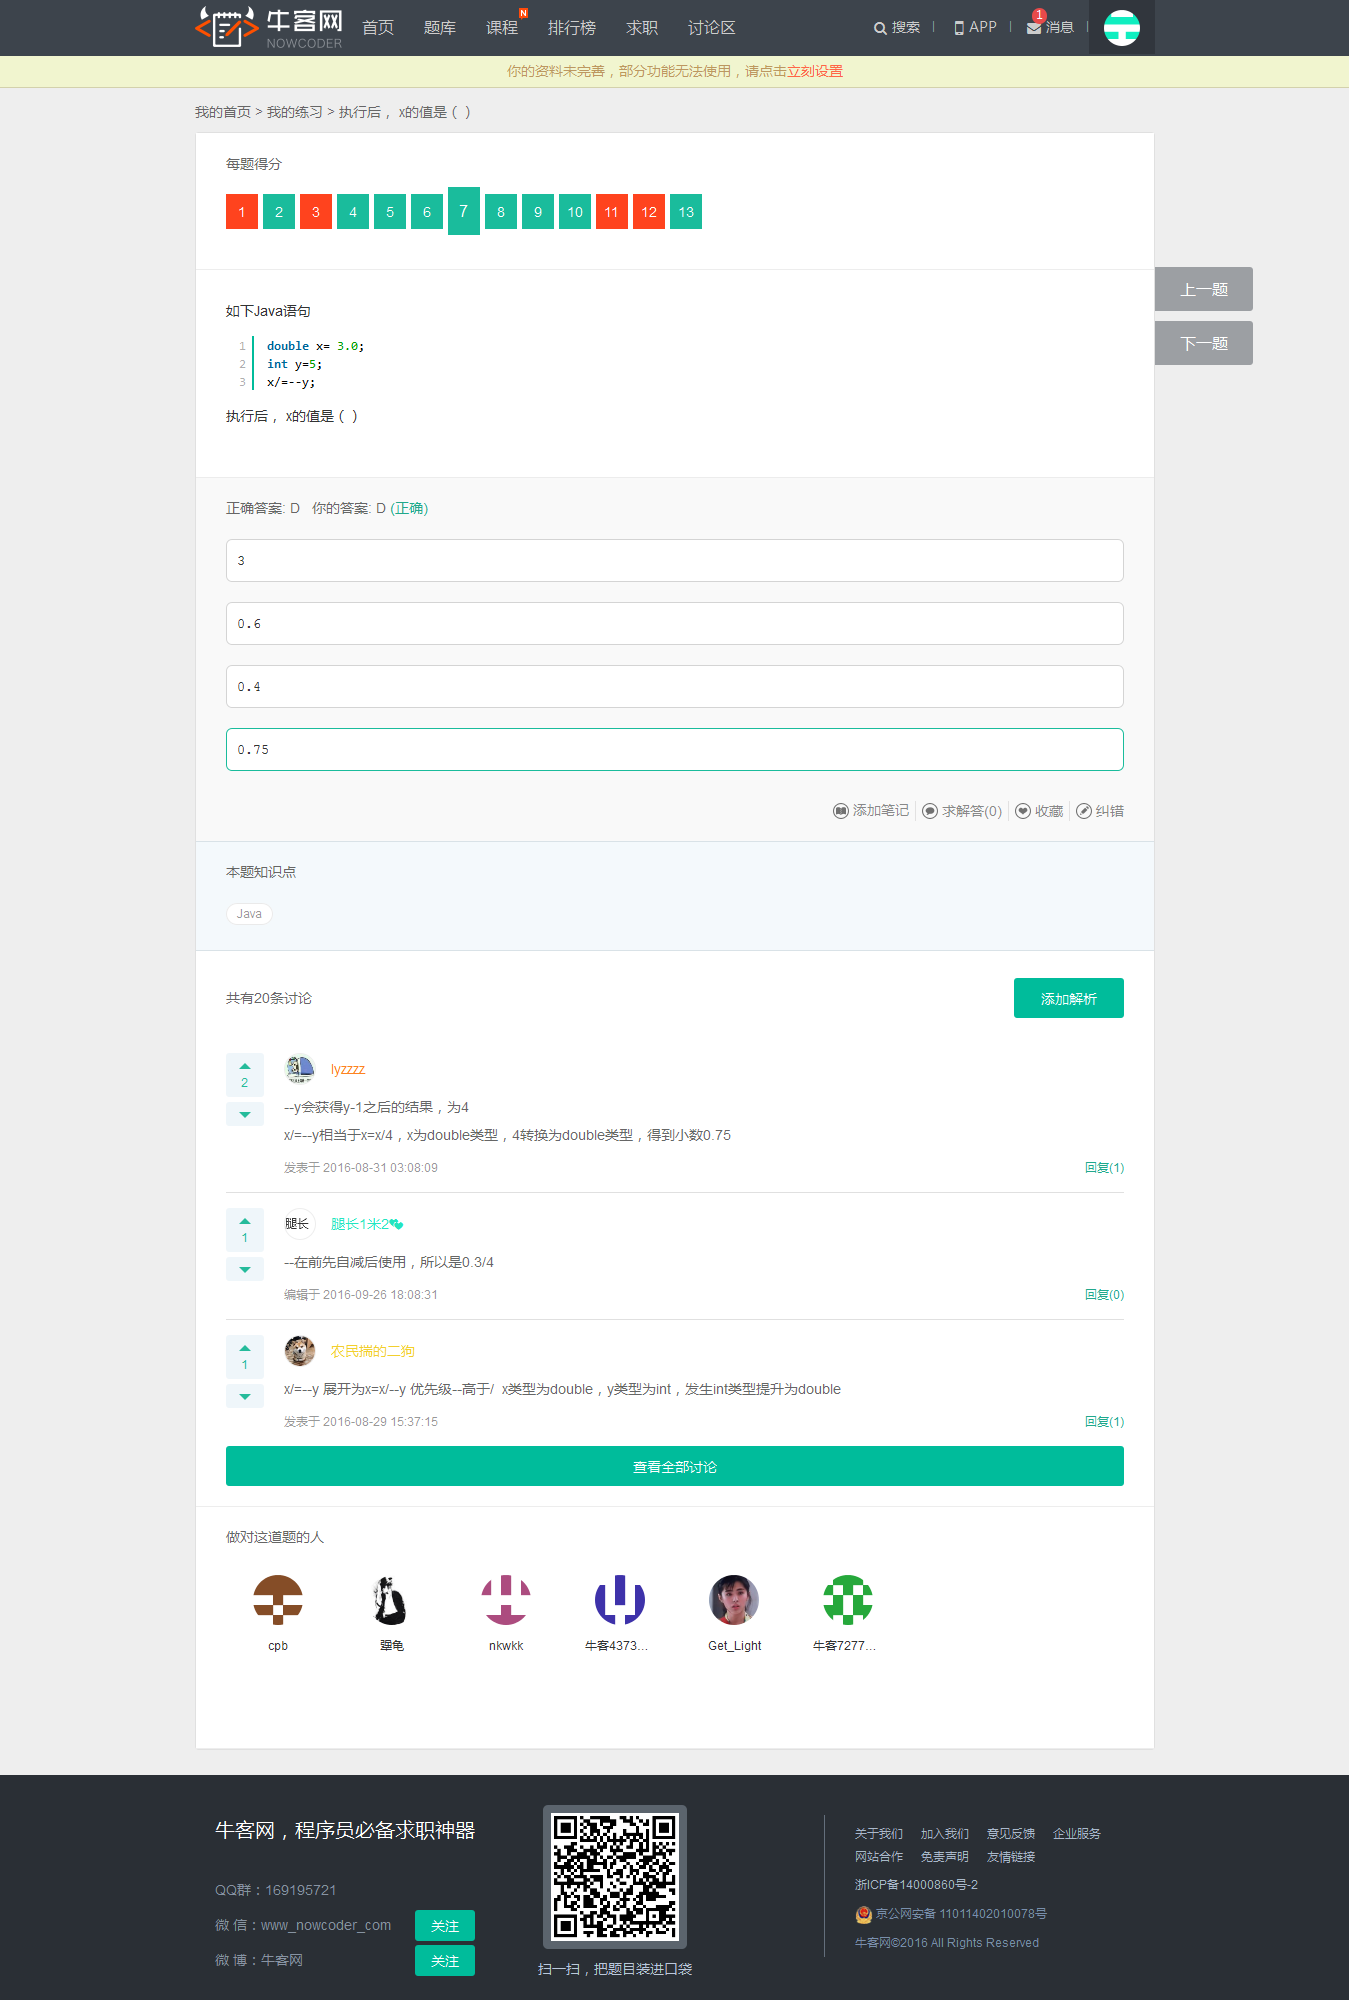 牛客网
NOWCODER
首页 题库 课程 N 排行榜 求职 讨论区 搜索 APP 1 消息
你的资料未完善，部分功能无法使用，请点击立刻设置
我的首页 > 我的练习 > 执行后， x的值是（ ）
每题得分
1 2 3 4 5 6 7 8 9 10 11 12 13
上一题
下一题
如下Java语句
1 double x= 3.0;
2 int y=5;
3 x/=--y;
执行后， x的值是（ ）
正确答案: D 你的答案: D (正确)
3
0.6
0.4
0.75
添加笔记 求解答(0) 收藏 纠错
本题知识点
Java
共有20条讨论 添加解析
2
lyzzzz
--y会获得y-1之后的结果，为4
x/=--y相当于x=x/4，x为double类型，4转换为double类型，得到小数0.75
发表于 2016-08-31 03:08:09 回复(1)
1
腿长 腿长1米2
--在前先自减后使用，所以是0.3/4
编辑于 2016-09-26 18:08:31 回复(0)
1
农民揣的二狗
x/=--y 展开为x=x/--y 优先级--高于/ x类型为double，y类型为int，发生int类型提升为double
发表于 2016-08-29 15:37:15 回复(1)
查看全部讨论
做对这道题的人
cpb 犟龟 nkwkk 牛客4373... Get_Light 牛客7277...
牛客网，程序员必备求职神器
QQ群：169195721
微 信：www_nowcoder_com 关注
微 博：牛客网 关注
扫一扫，把题目装进口袋
关于我们 加入我们 意见反馈 企业服务
网站合作 免责声明 友情链接
浙ICP备14000860号-2
京公网安备 11011402010078号
牛客网©2016 All Rights Reserved